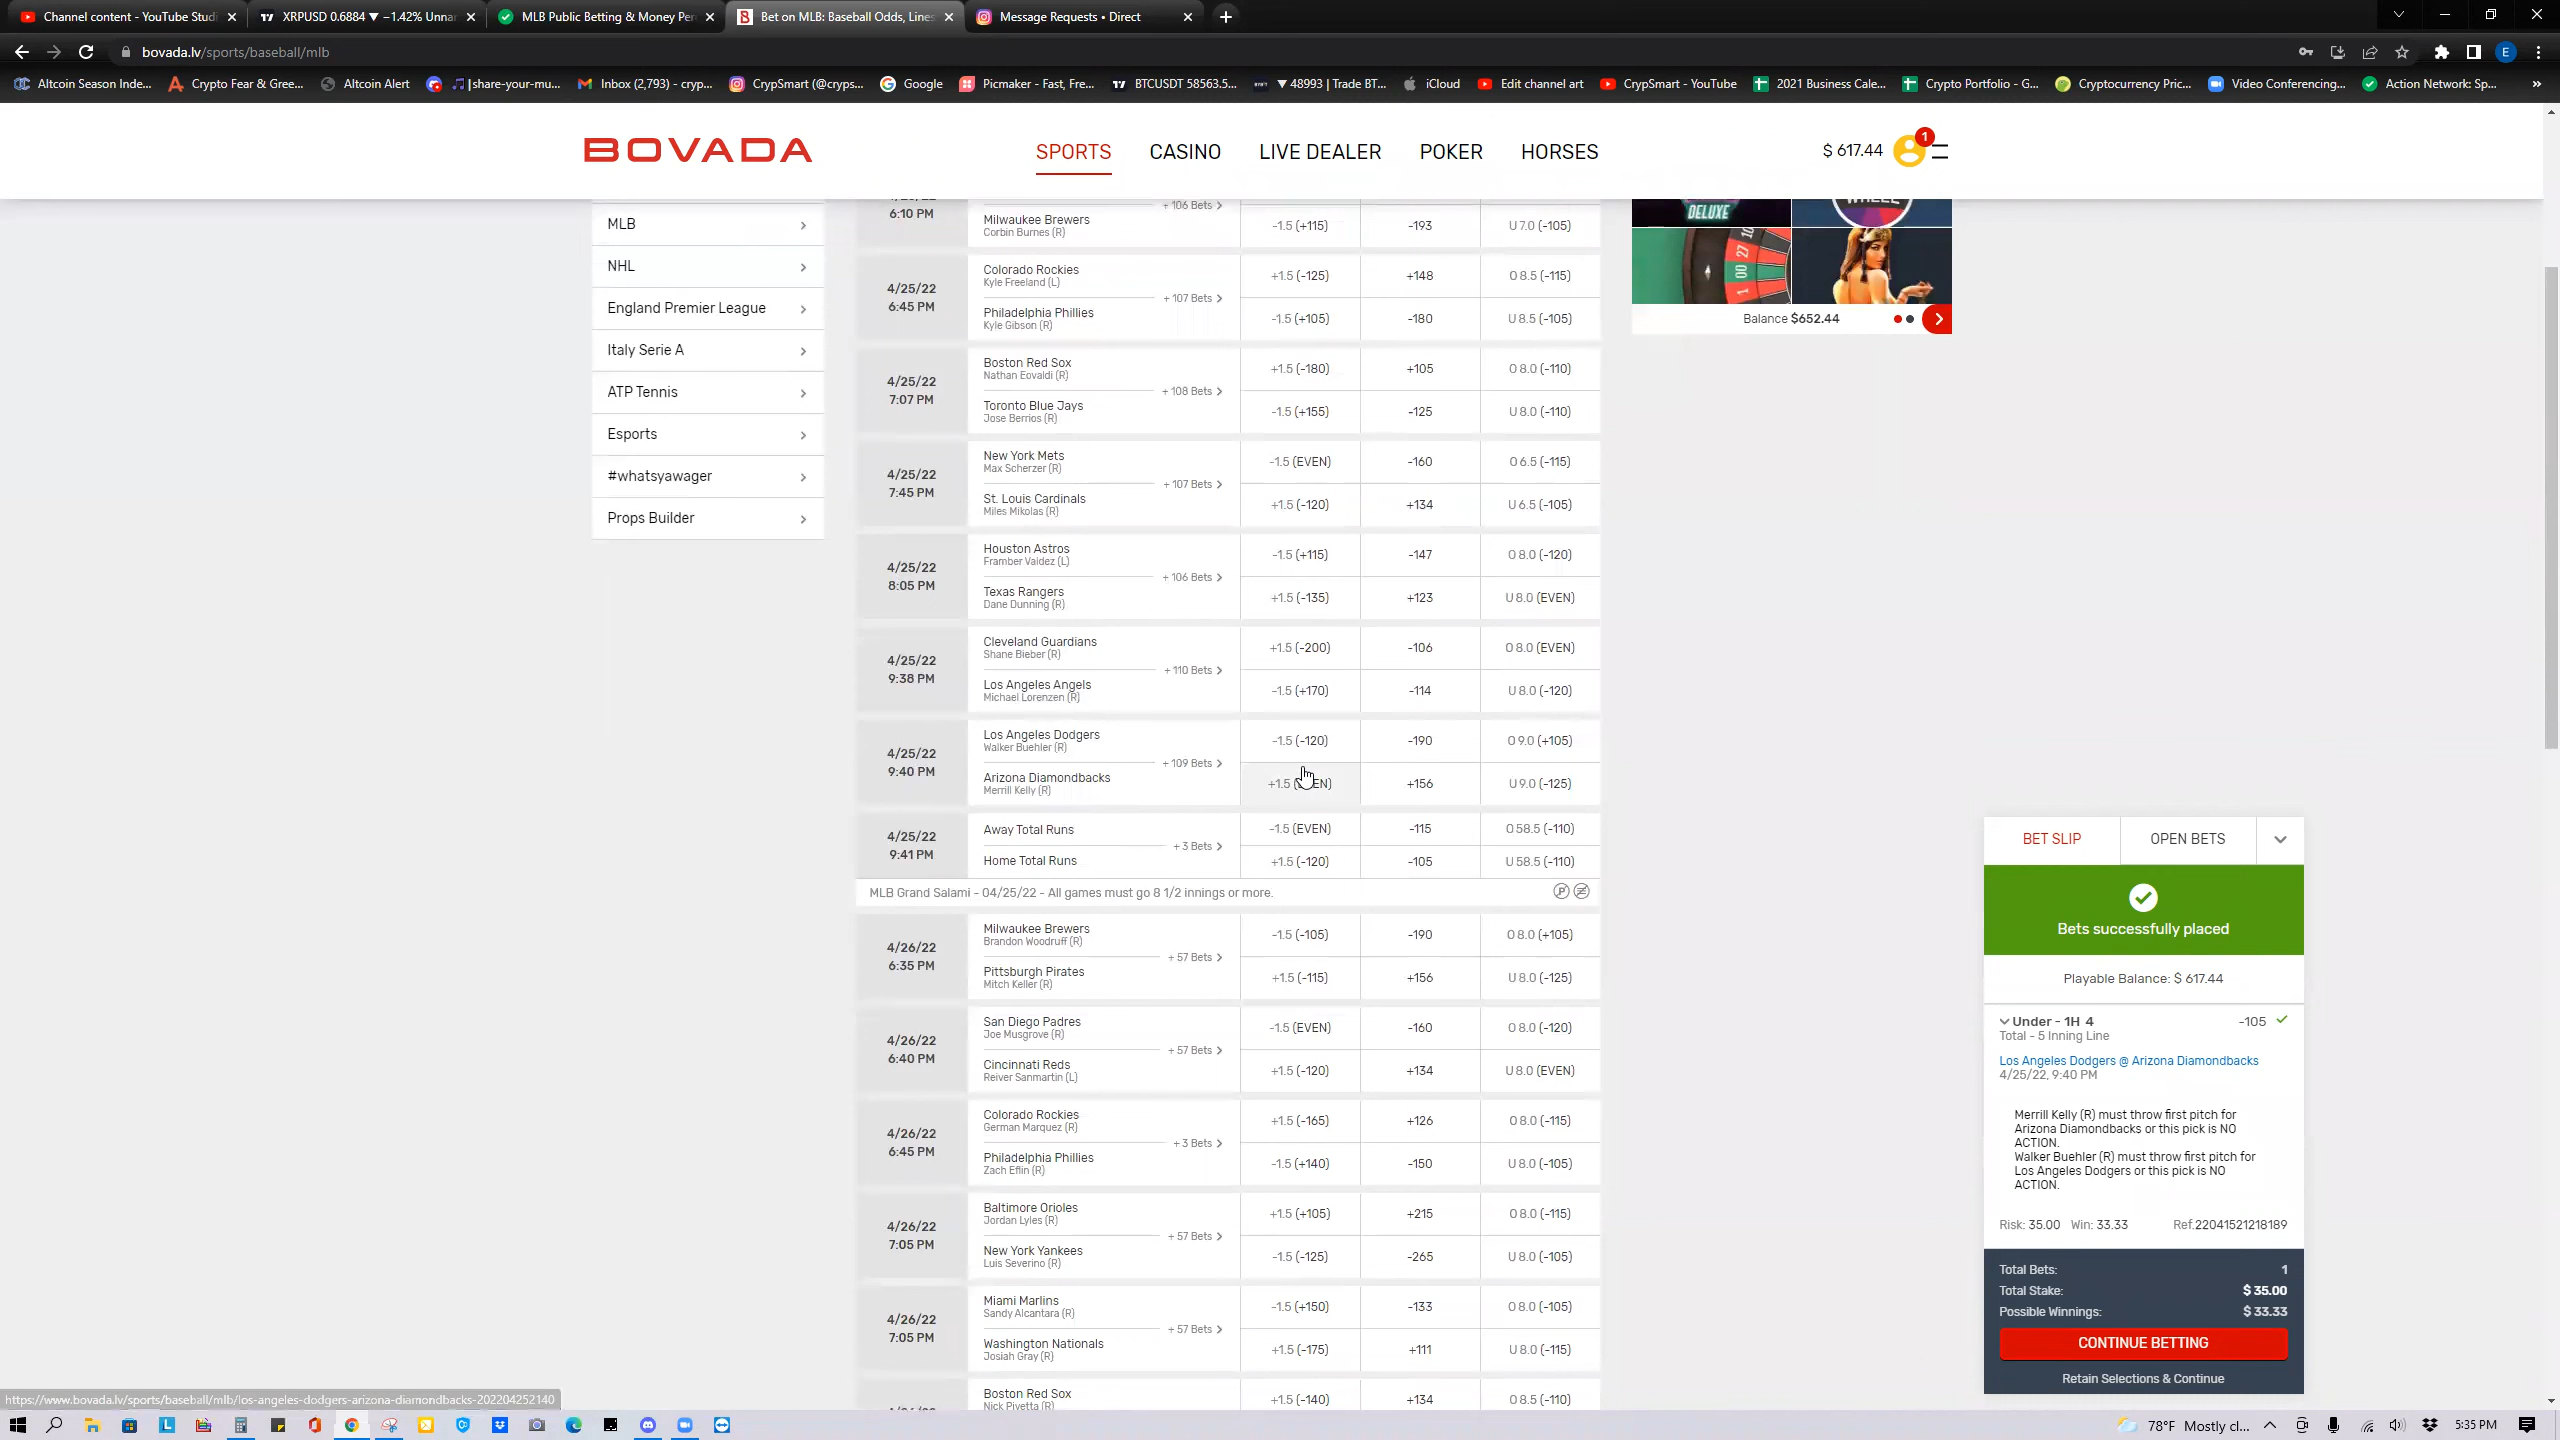 Channel content - YouTube Studi
XRPUSD 0.6884 ▼ −1.42% Unnar
MLB Public Betting & Money Per
Bet on MLB: Baseball Odds, Lines
Message Requests • Direct
bovada.lv/sports/baseball/mlb
Altcoin Season Inde...
Crypto Fear & Gree...
Altcoin Alert
|share-your-mu...
Inbox (2,793) - cryp...
CrypSmart (@cryps...
Google
Picmaker - Fast, Fre...
BTCUSDT 58563.5...
▼ 48993 | Trade BT...
iCloud
Edit channel art
CrypSmart - YouTube
2021 Business Cale...
Crypto Portfolio - G...
Cryptocurrency Pric...
Video Conferencing...
Action Network: Sp...
»
BOVADA
SPORTS
CASINO
LIVE DEALER
POKER
HORSES
$ 617.44
1
MLB
NHL
England Premier League
Italy Serie A
ATP Tennis
Esports
#whatsyawager
Props Builder
6:10 PM
+ 106 Bets
Milwaukee Brewers
Corbin Burnes (R)
-1.5 (+115)
-193
U 7.0 (-105)
4/25/22
6:45 PM
Colorado Rockies
Kyle Freeland (L)
+ 107 Bets
Philadelphia Phillies
Kyle Gibson (R)
+1.5 (-125)
+148
O 8.5 (-115)
-1.5 (+105)
-180
U 8.5 (-105)
4/25/22
7:07 PM
Boston Red Sox
Nathan Eovaldi (R)
+ 108 Bets
Toronto Blue Jays
Jose Berrios (R)
+1.5 (-180)
+105
O 8.0 (-110)
-1.5 (+155)
-125
U 8.0 (-110)
4/25/22
7:45 PM
New York Mets
Max Scherzer (R)
+ 107 Bets
St. Louis Cardinals
Miles Mikolas (R)
-1.5 (EVEN)
-160
O 6.5 (-115)
+1.5 (-120)
+134
U 6.5 (-105)
4/25/22
8:05 PM
Houston Astros
Framber Valdez (L)
+ 106 Bets
Texas Rangers
Dane Dunning (R)
-1.5 (+115)
-147
O 8.0 (-120)
+1.5 (-135)
+123
U 8.0 (EVEN)
4/25/22
9:38 PM
Cleveland Guardians
Shane Bieber (R)
+ 110 Bets
Los Angeles Angels
Michael Lorenzen (R)
+1.5 (-200)
-106
O 8.0 (EVEN)
-1.5 (+170)
-114
U 8.0 (-120)
4/25/22
9:40 PM
Los Angeles Dodgers
Walker Buehler (R)
+ 109 Bets
Arizona Diamondbacks
Merrill Kelly (R)
-1.5 (-120)
-190
O 9.0 (+105)
+1.5
+156
U 9.0 (-125)
4/25/22
9:41 PM
Away Total Runs
+ 3 Bets
Home Total Runs
-1.5 (EVEN)
-115
O 58.5 (-110)
+1.5 (-120)
-105
U 58.5 (-110)
MLB Grand Salami - 04/25/22 - All games must go 8 1/2 innings or more.
4/26/22
6:35 PM
Milwaukee Brewers
Brandon Woodruff (R)
+ 57 Bets
Pittsburgh Pirates
Mitch Keller (R)
-1.5 (-105)
-190
O 8.0 (+105)
+1.5 (-115)
+156
U 8.0 (-125)
4/26/22
6:40 PM
San Diego Padres
Joe Musgrove (R)
+ 57 Bets
Cincinnati Reds
Reiver Sanmartin (L)
-1.5 (EVEN)
-160
O 8.0 (-120)
+1.5 (-120)
+134
U 8.0 (EVEN)
4/26/22
6:45 PM
Colorado Rockies
German Marquez (R)
+ 3 Bets
Philadelphia Phillies
Zach Eflin (R)
+1.5 (-165)
+126
O 8.0 (-115)
-1.5 (+140)
-150
U 8.0 (-105)
4/26/22
7:05 PM
Baltimore Orioles
Jordan Lyles (R)
+ 57 Bets
New York Yankees
Luis Severino (R)
+1.5 (+105)
+215
O 8.0 (-115)
-1.5 (-125)
-265
U 8.0 (-105)
4/26/22
7:05 PM
Miami Marlins
Sandy Alcantara (R)
+ 57 Bets
Washington Nationals
Josiah Gray (R)
-1.5 (+150)
-133
O 8.0 (-105)
+1.5 (-175)
+111
U 8.0 (-115)
Boston Red Sox
Nick Pivetta (R)
+1.5 (-140)
+134
O 8.5 (-110)
DELUXE
WHEEL
Balance $652.44
BET SLIP
OPEN BETS
Bets successfully placed
Playable Balance: $ 617.44
Under - 1H 4
-105
Total - 5 Inning Line
Los Angeles Dodgers @ Arizona Diamondbacks
4/25/22, 9:40 PM
Merrill Kelly (R) must throw first pitch for
Arizona Diamondbacks or this pick is NO
ACTION.
Walker Buehler (R) must throw first pitch for
Los Angeles Dodgers or this pick is NO
ACTION.
Risk: 35.00 Win: 33.33
Ref.22041521218189
Total Bets:
1
Total Stake:
$ 35.00
Possible Winnings:
$ 33.33
CONTINUE BETTING
Retain Selections & Continue
https://www.bovada.lv/sports/baseball/mlb/los-angeles-dodgers-arizona-diamondbacks-202204252140
78°F Mostly cl...
5:35 PM